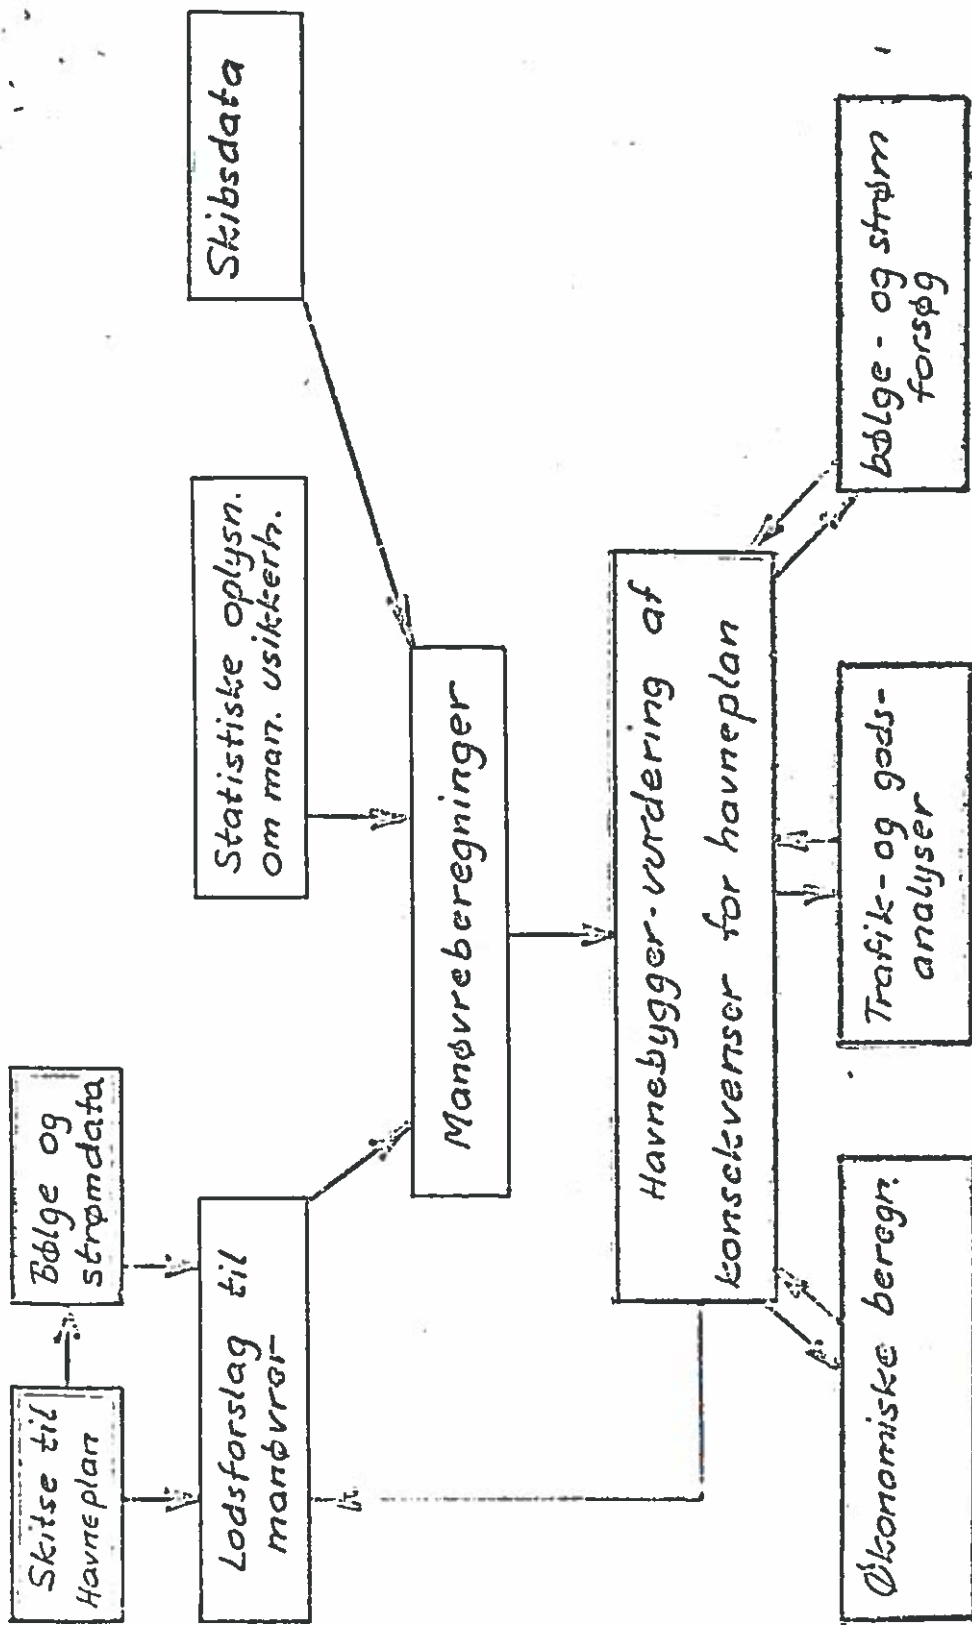 Skitse til
Havneplan
Bølge og
strømdata
Lodsforslag til
manøvrer
Statistiske oplysn.
om man. usikkerh.
Skibsdata
Manøvreberegninger
Havnebygger-vurdering af
konsekvenser for havneplan
Økonomiske beregn.
Trafik- og gods-
analyser
bølge- og strøm
forsøg